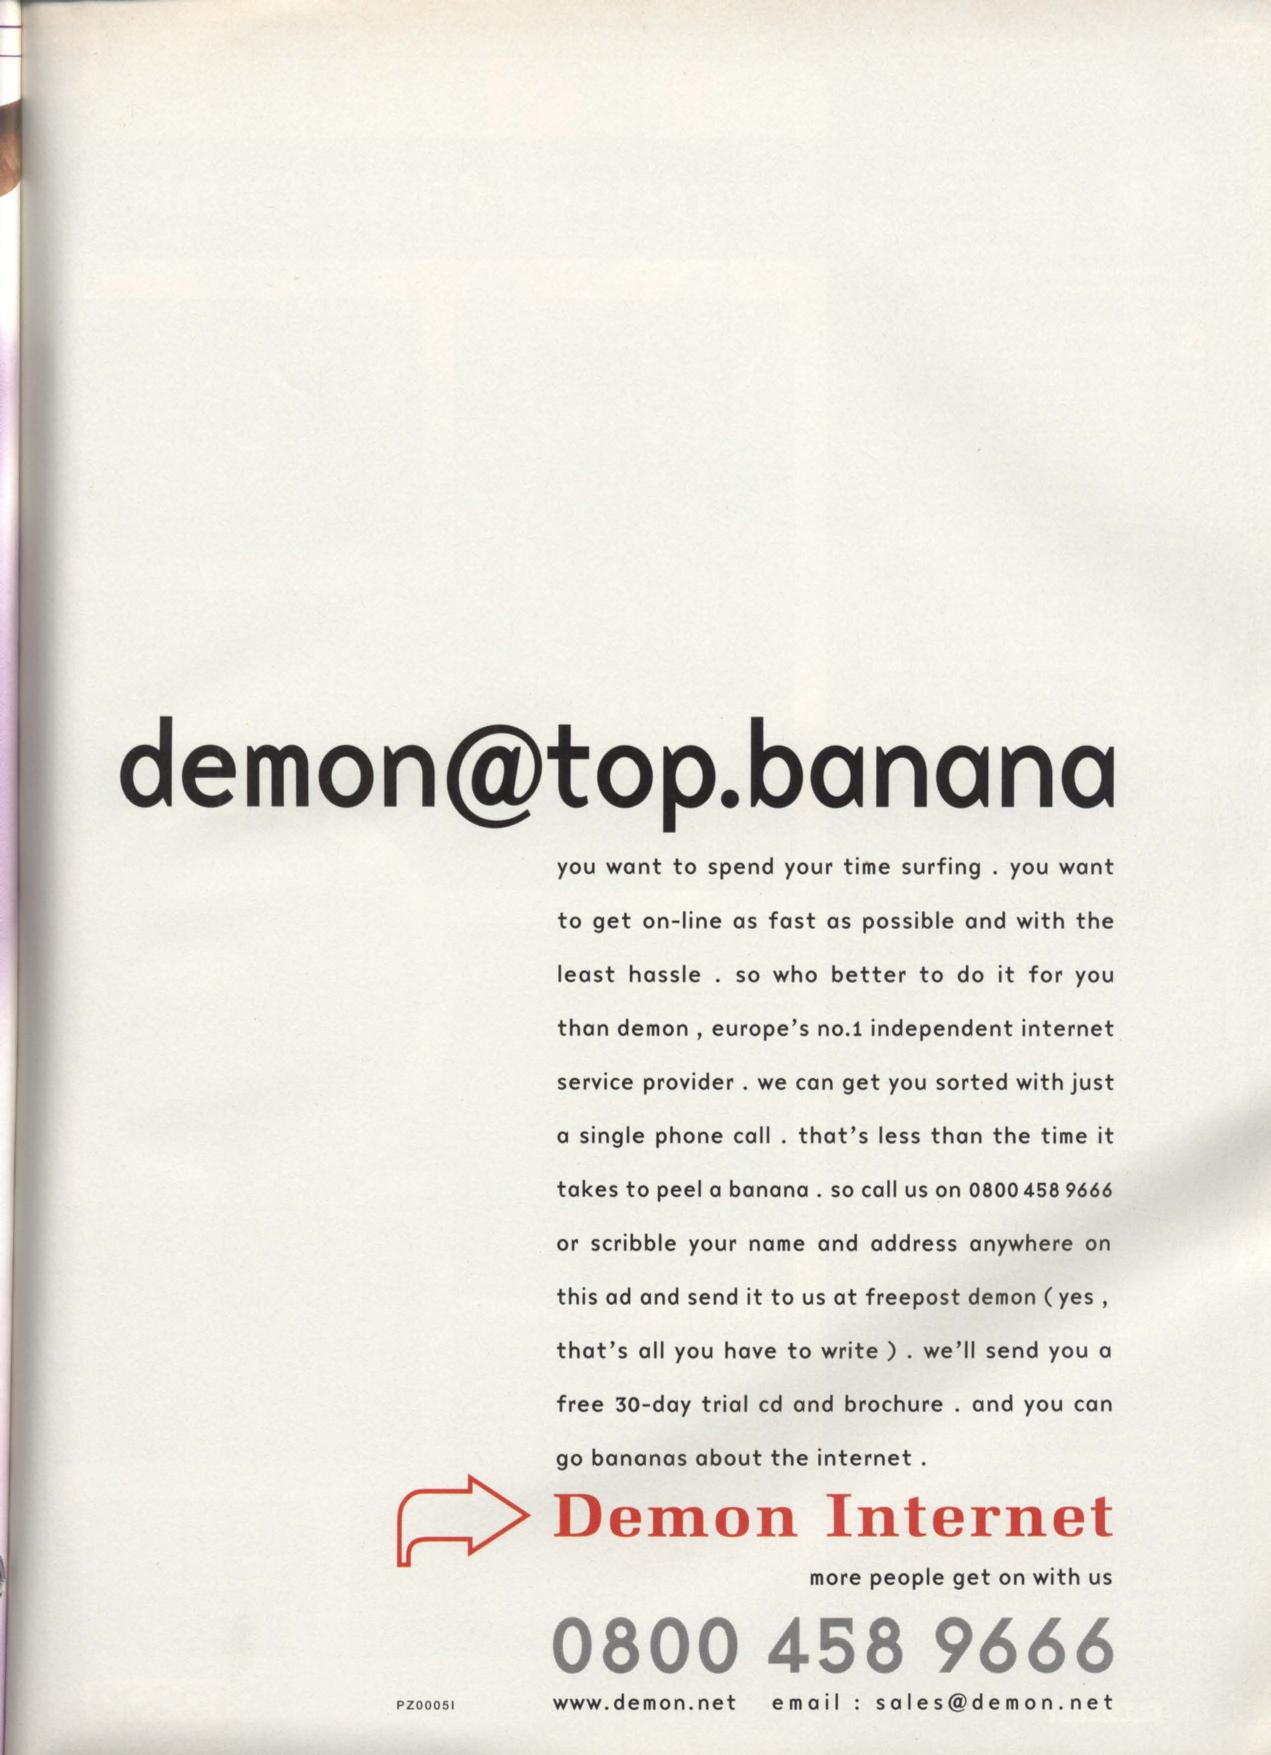 demon@top.banana
you want to spend your time surfing . you want
to get on-line as fast as possible and with the
least hassle . so who better to do it for you
than demon , europe's no.1 independent internet
service provider . we can get you sorted with just
a single phone call . that's less than the time it
takes to peel a banana . so call us on 0800 458 9666
or scribble your name and address anywhere on
this ad and send it to us at freepost demon ( yes ,
that's all you have to write ) . we'll send you a
free 30-day trial cd and brochure . and you can
go bananas about the internet .
Demon Internet
more people get on with us
0800 458 9666
PZ0005I www.demon.net email : sales@demon.net